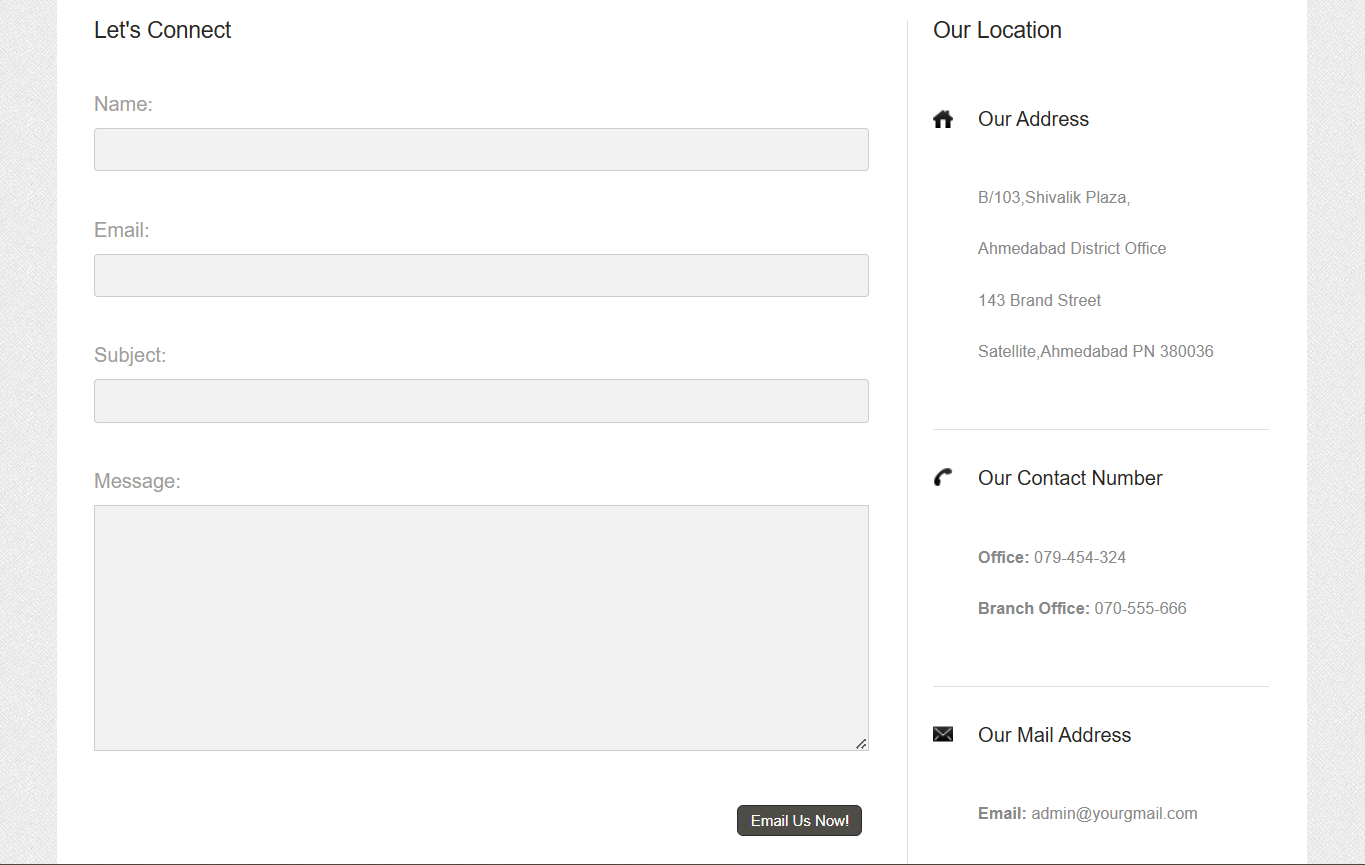 Let's Connect
Name:
Email:
Subject:
Message:
Email Us Now!
Our Location
Our Address
B/103,Shivalik Plaza,
Ahmedabad District Office
143 Brand Street
Satellite,Ahmedabad PN 380036
Our Contact Number
Office: 079-454-324
Branch Office: 070-555-666
Our Mail Address
Email: admin@yourgmail.com